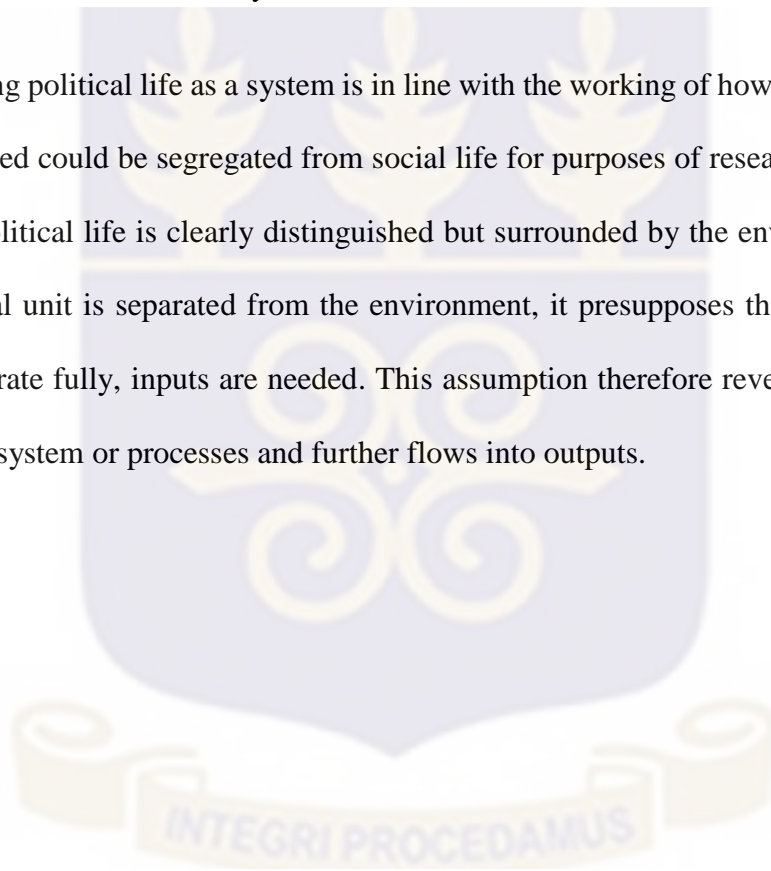 ng political life as a system is in line with the working of how
ed could be segregated from social life for purposes of resea
litical life is clearly distinguished but surrounded by the env
al unit is separated from the environment, it presupposes th
rate fully, inputs are needed. This assumption therefore reve
system or processes and further flows into outputs.
INTEGRI PROCEDAMUS